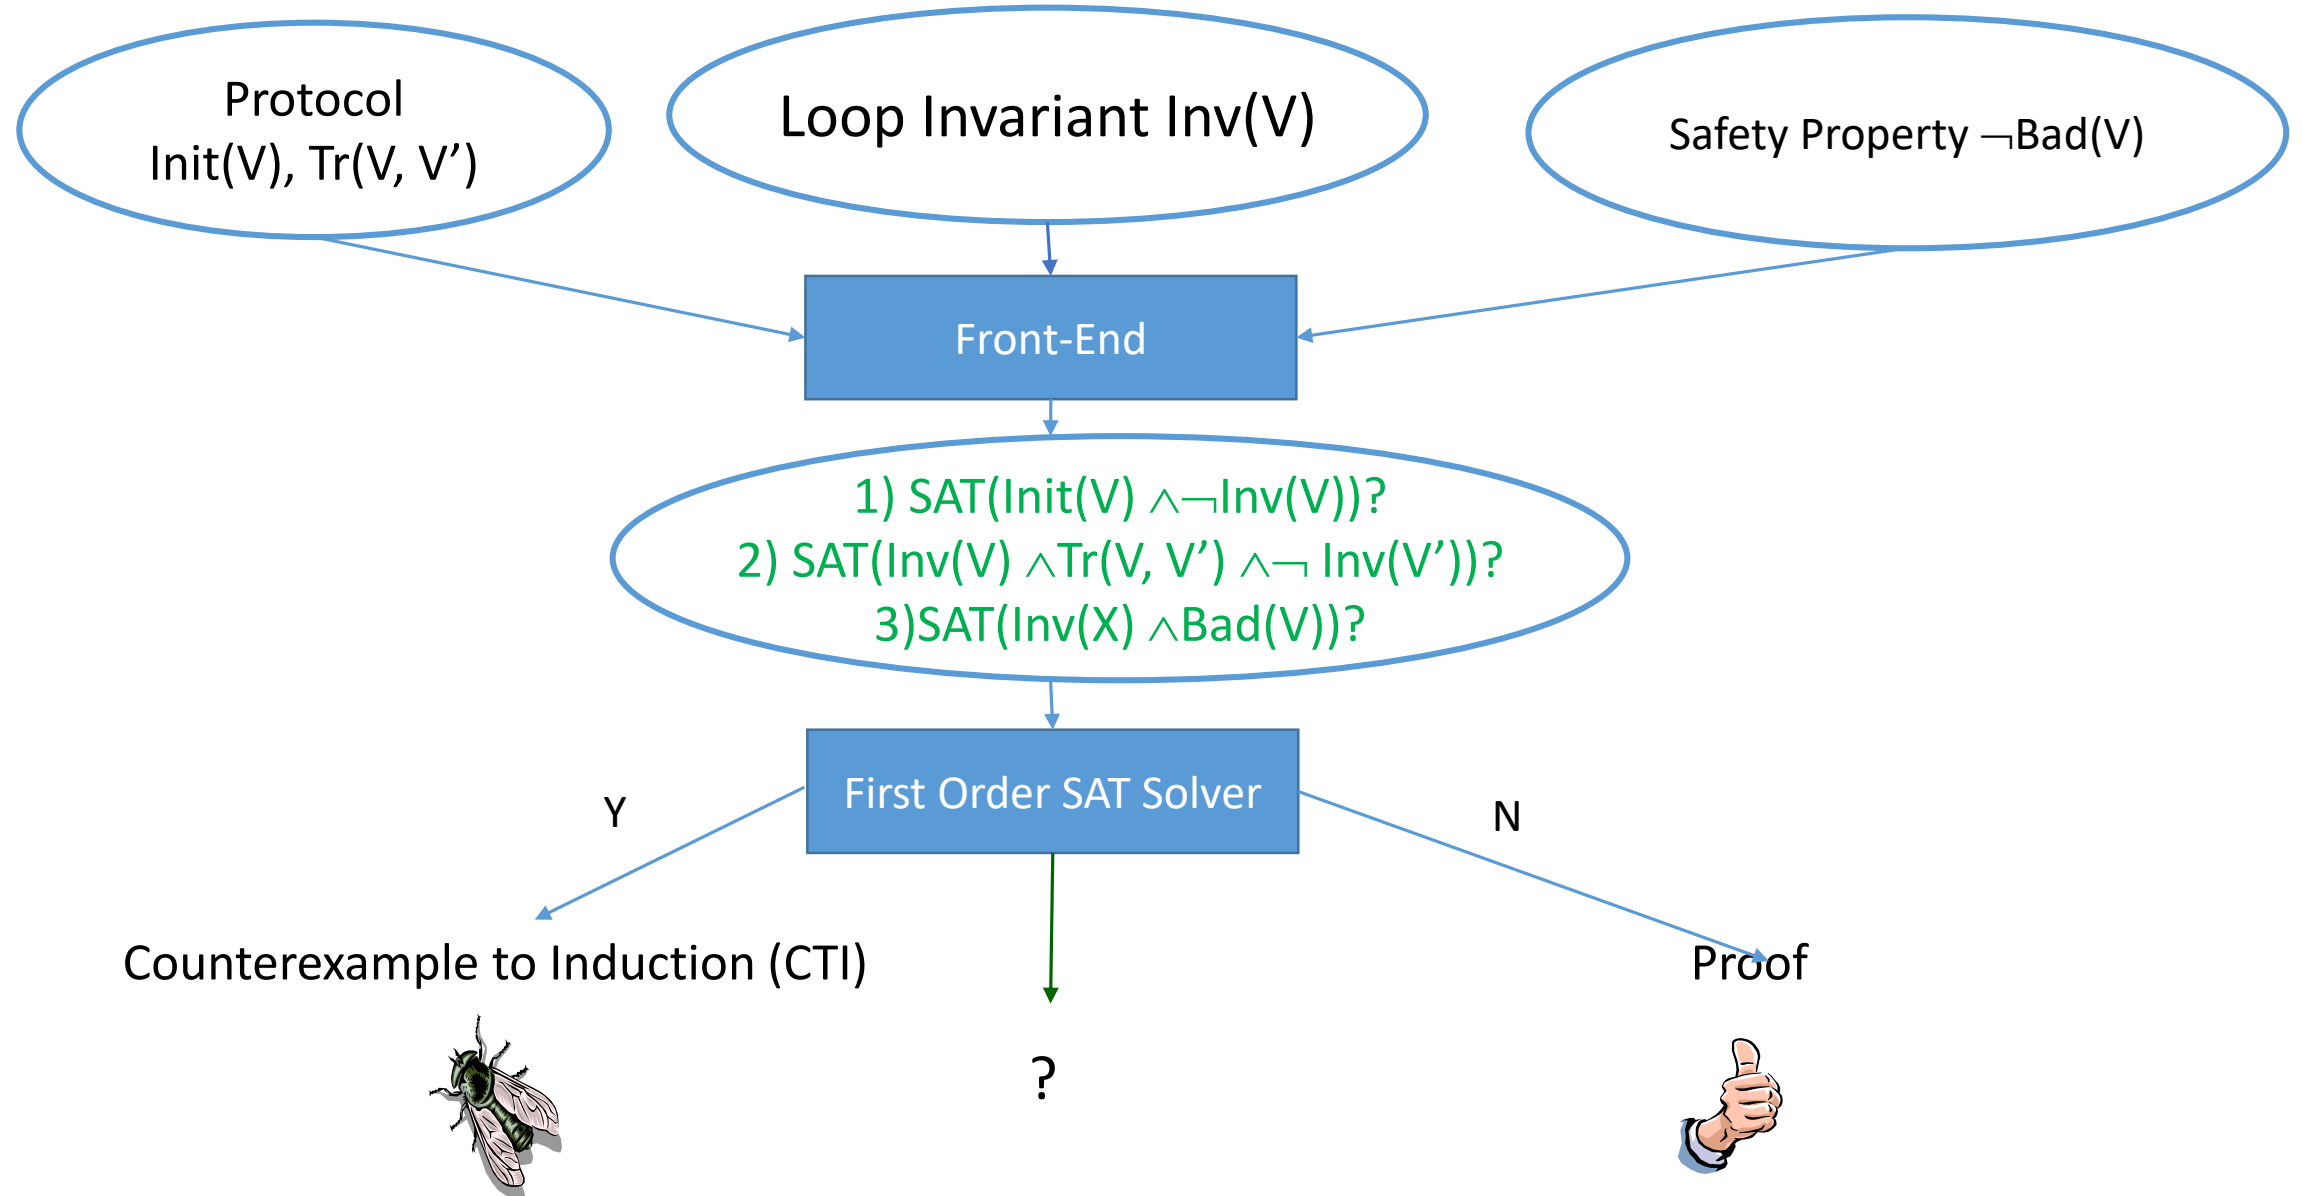 Protocol
Init(V), Tr(V, V’)
Loop Invariant Inv(V)
Safety Property ¬Bad(V)
Front-End
1) SAT(Init(V) ∧¬Inv(V))?
2) SAT(Inv(V) ∧Tr(V, V’) ∧¬ Inv(V’))?
3)SAT(Inv(X) ∧Bad(V))?
First Order SAT Solver
Y
N
Counterexample to Induction (CTI)
Proof
?